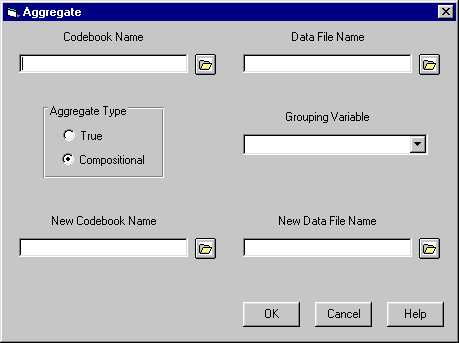 Aggregate
Codebook Name
Data File Name
Aggregate Type
True
Compositional
Grouping Variable
New Codebook Name
New Data File Name
OK
Cancel
Help